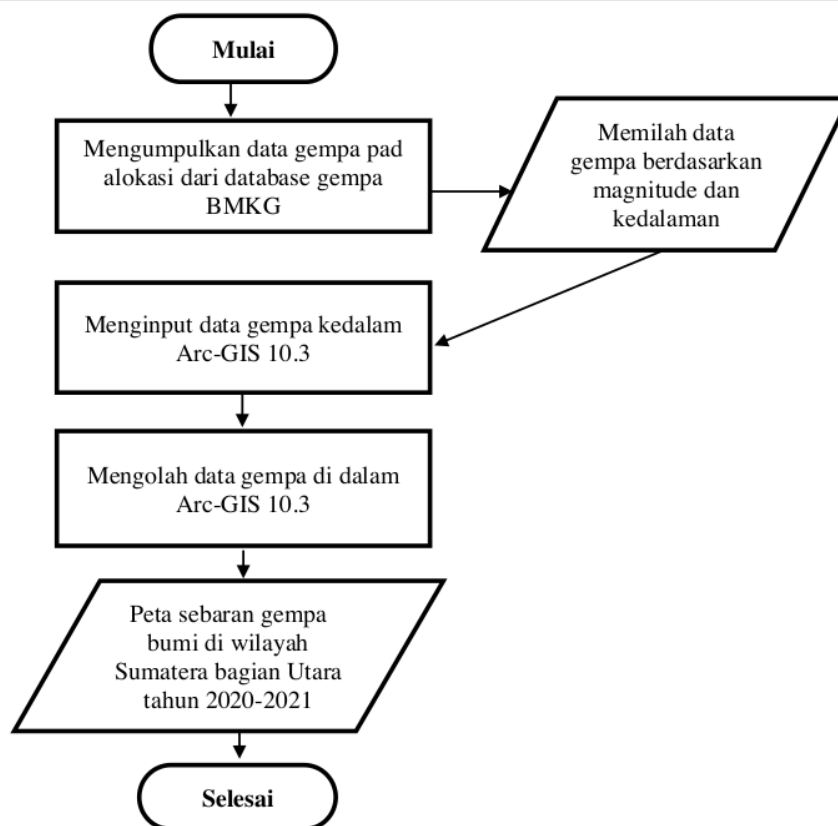 Mulai
Mengumpulkan data gempa pad
alokasi dari database gempa
BMKG
Memilah data
gempa berdasarkan
magnitude dan
kedalaman
Menginput data gempa kedalam
Arc-GIS 10.3
Mengolah data gempa di dalam
Arc-GIS 10.3
Peta sebaran gempa
bumi di wilayah
Sumatera bagian Utara
tahun 2020-2021
Selesai